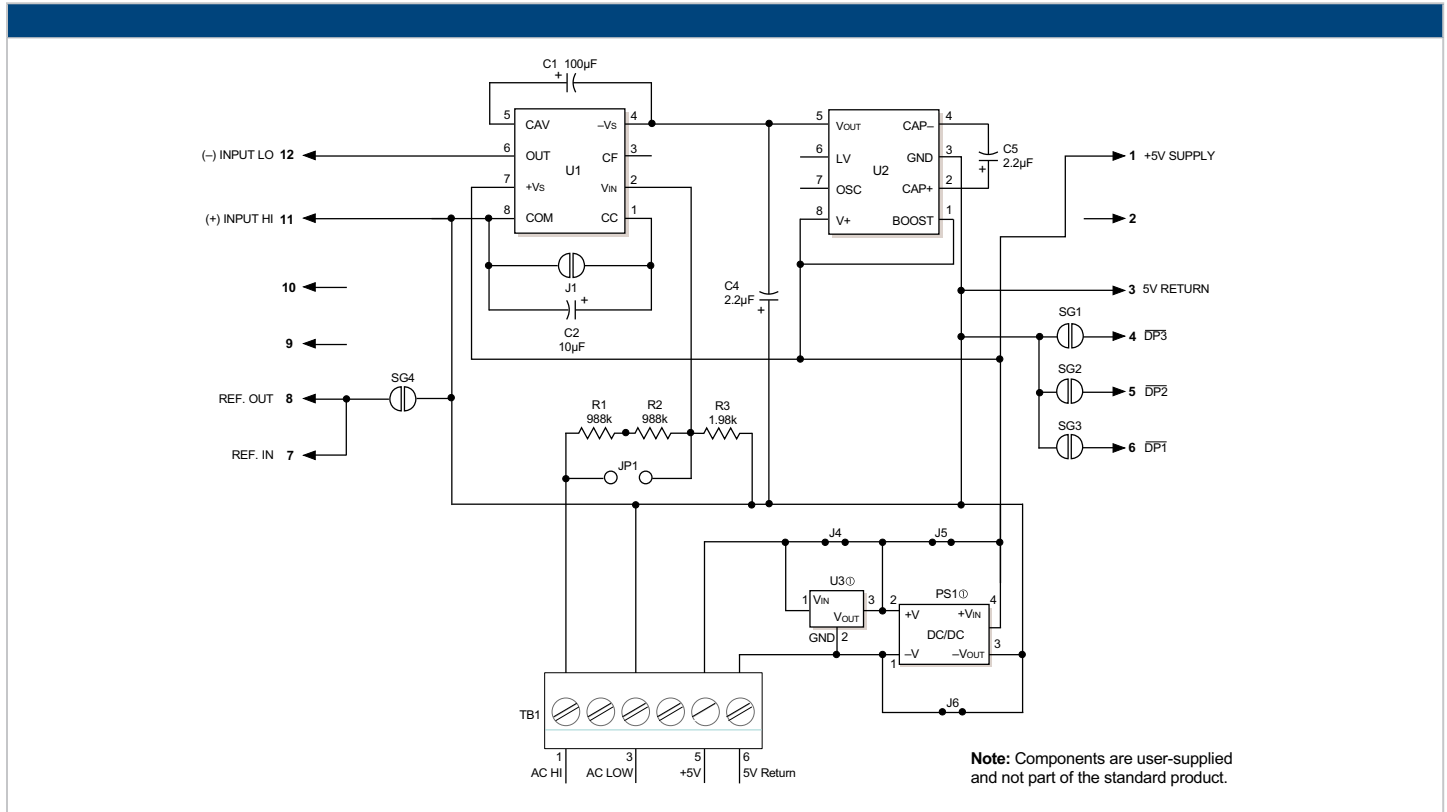 C1 100µF
+
5 CAV
–Vs 4
6 OUT
CF 3
U1
7 +Vs
VIN 2
8 COM
CC 1
(–) INPUT LO 12
(+) INPUT HI 11
10
9
REF. OUT 8
REF. IN 7
SG4
J1
+
C2
10µF
C4
2.2µF
+
5 VOUT
CAP– 4
6 LV
GND 3
U2
7 OSC
CAP+ 2
8 V+
BOOST 1
C5
2.2µF
+
1 +5V SUPPLY
2
3 5V RETURN
SG1
4 DP3
SG2
5 DP2
SG3
6 DP1
R1
988k
R2
988k
R3
1.98k
JP1
J4
J5
U3①
1 VIN
VOUT 3
GND 2
PS1①
2 +V
+VIN 4
DC/DC
–V
1
–VOUT 3
J6
TB1
1
AC HI
3
AC LOW
5
+5V
6
5V Return
Note: Components are user-supplied
and not part of the standard product.